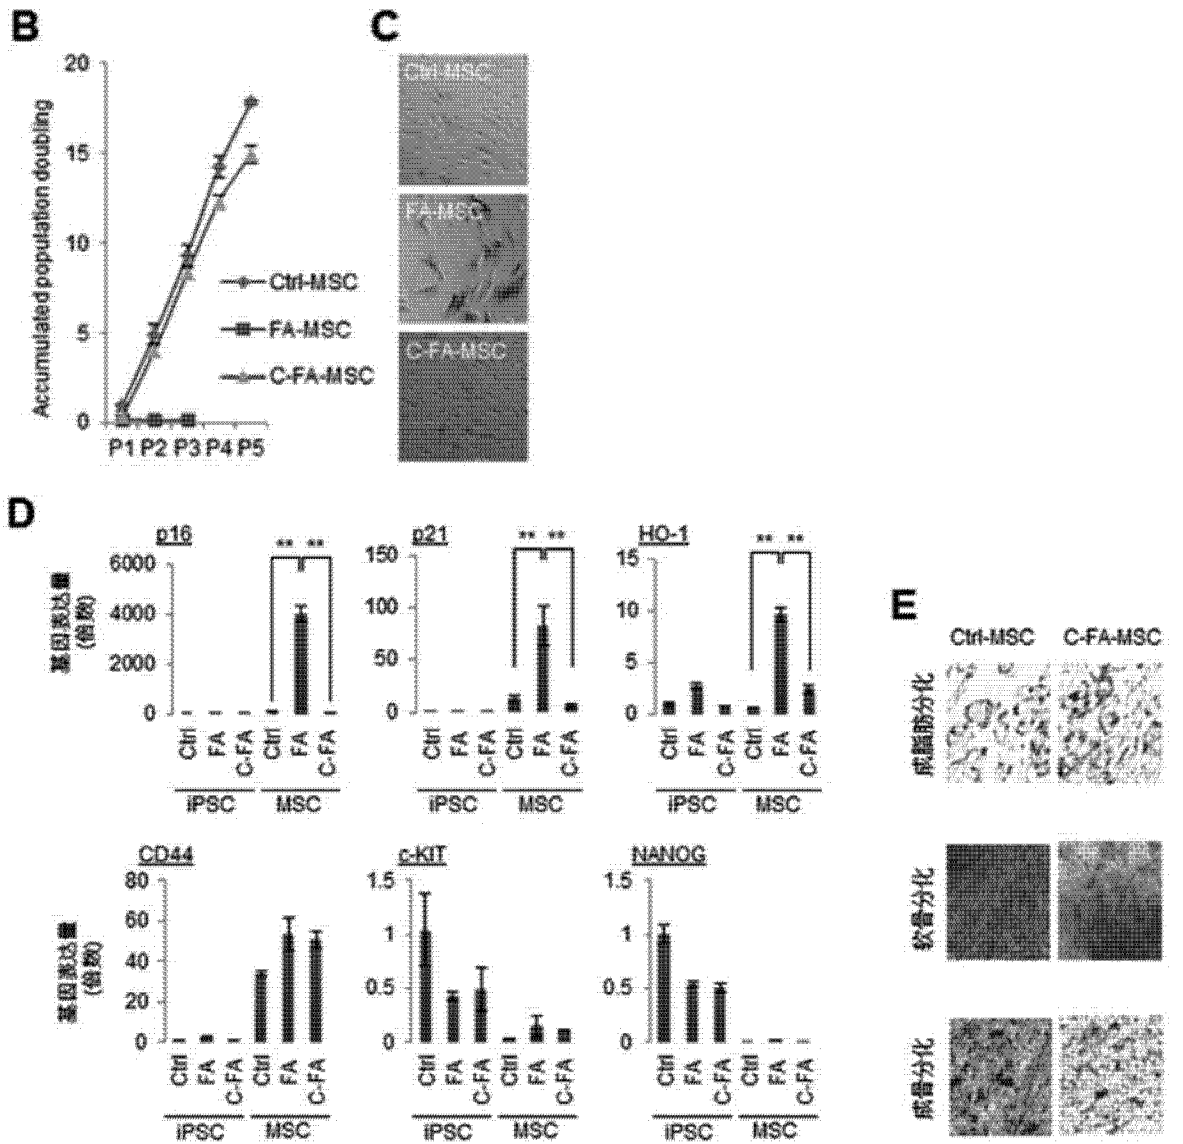 B
C
20
15
10
5
0
Accumulated population doubling
Ctrl-MSC
FA-MSC
C-FA-MSC
P1 P2 P3 P4 P5
Ctrl-MSC
FA-MSC
C-FA-MSC
D
p16
** **
6000
4000
2000
0
基因表达量
(倍数)
Ctrl FA C-FA Ctrl FA C-FA
iPSC MSC
p21
** **
150
100
50
0
Ctrl FA C-FA Ctrl FA C-FA
iPSC MSC
HO-1
** **
15
10
5
0
Ctrl FA C-FA Ctrl FA C-FA
iPSC MSC
CD44
80
60
40
20
0
基因表达量
(倍数)
Ctrl FA C-FA Ctrl FA C-FA
iPSC MSC
c-KIT
1.5
1
0.5
0
Ctrl FA C-FA Ctrl FA C-FA
iPSC MSC
NANOG
1.5
1
0.5
0
Ctrl FA C-FA Ctrl FA C-FA
iPSC MSC
E
Ctrl-MSC C-FA-MSC
成脂肪分化
软骨分化
成骨分化